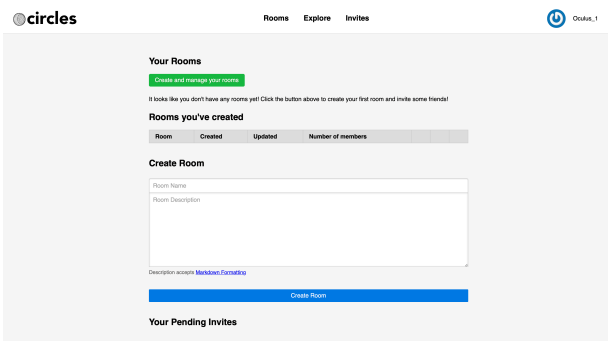 circles
Rooms Explore Invites
Oculus_1
Your Rooms
Create and manage your rooms
It looks like you don't have any rooms yet! Click the button above to create your first room and invite some friends!
Rooms you've created
Room Created Updated Number of members
Create Room
Room Name
Room Description
Description accepts Markdown Formatting
Create Room
Your Pending Invites